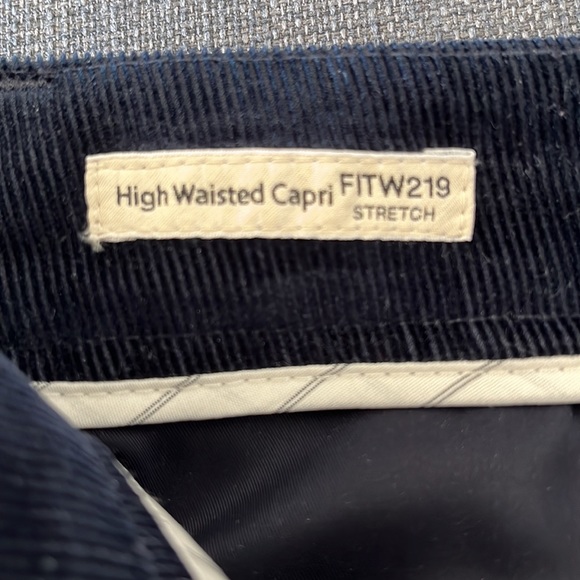 High Waisted Capri FITW219
STRETCH